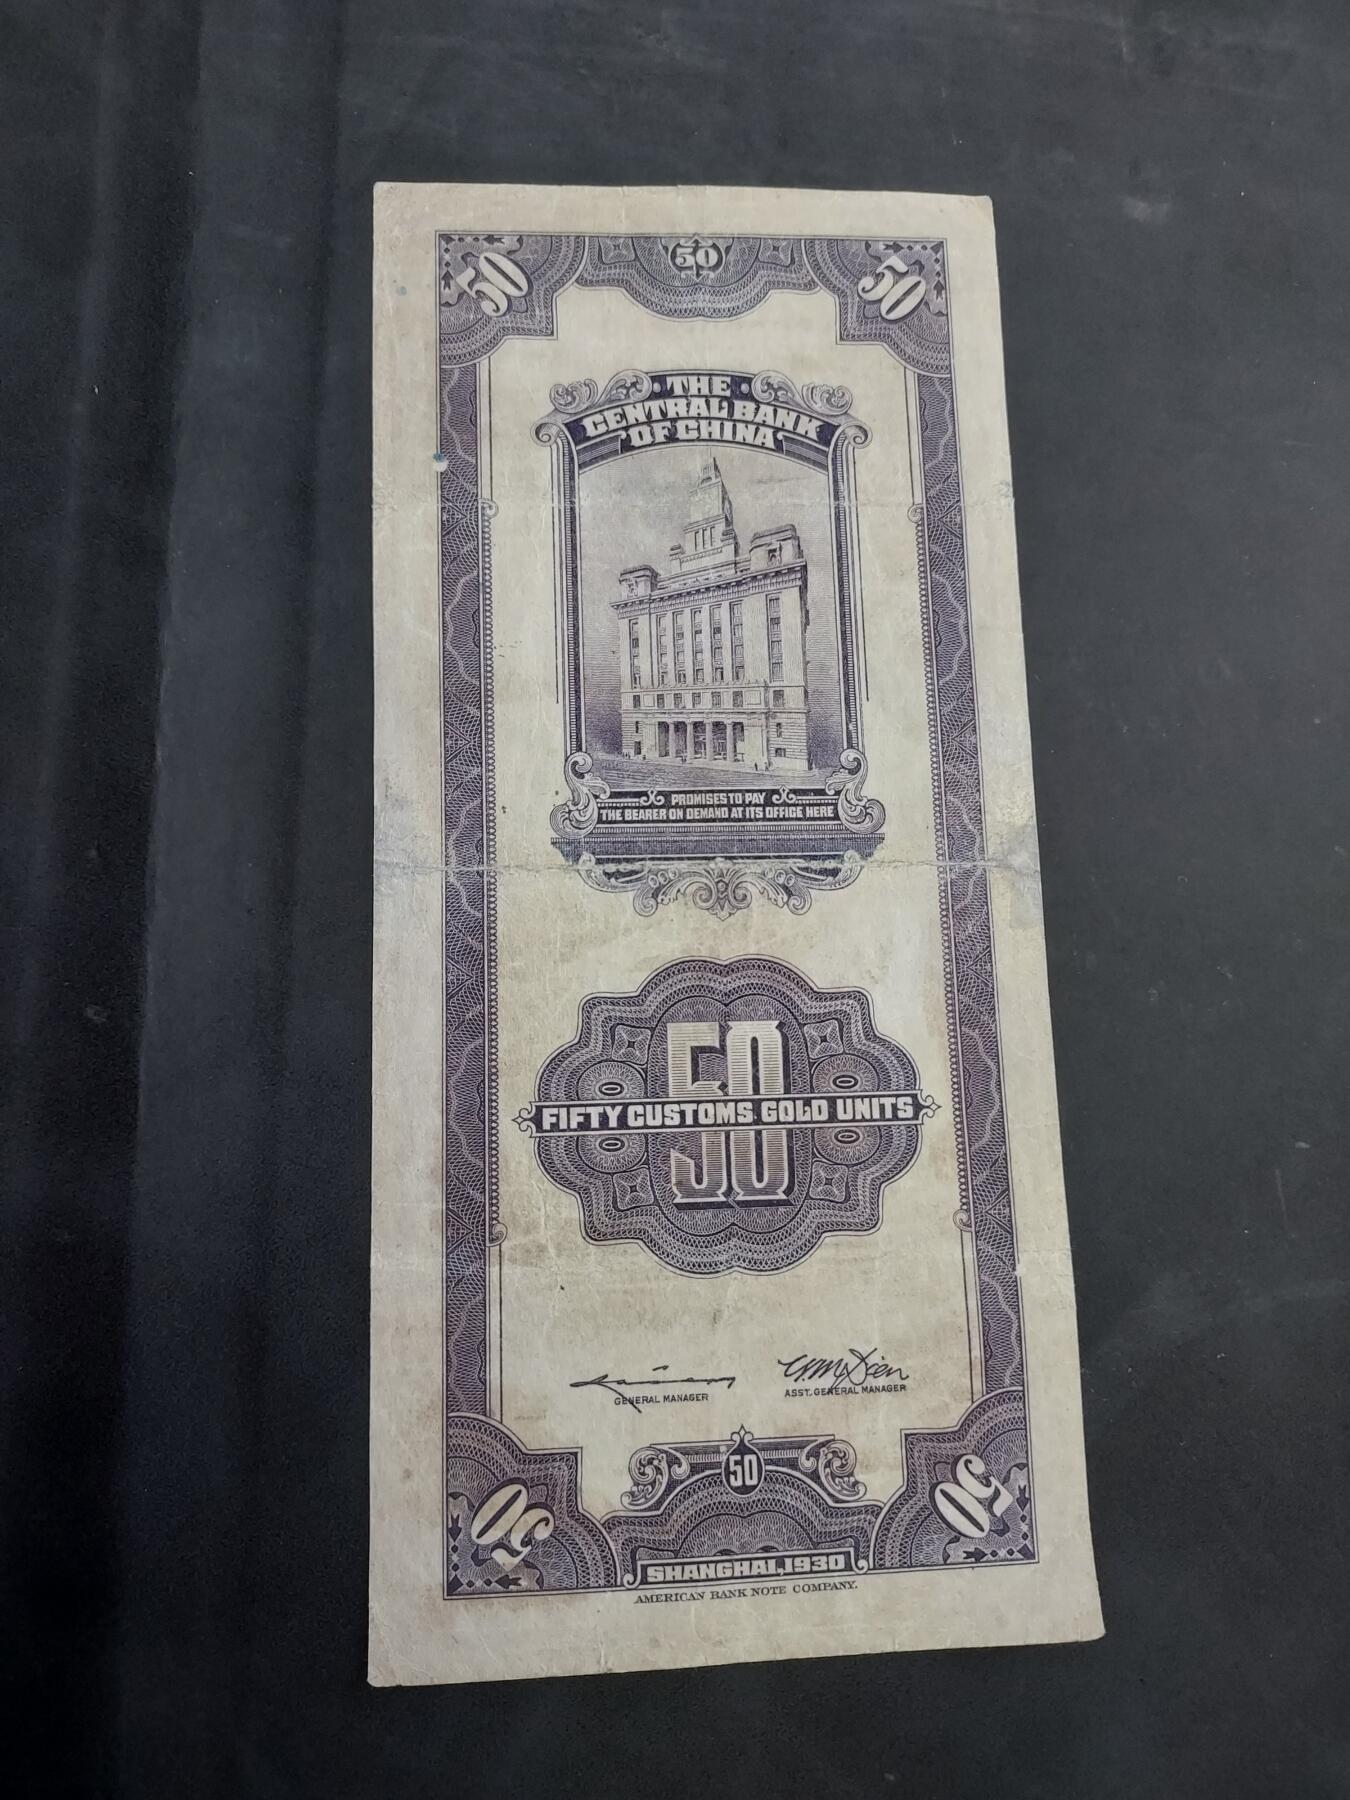 50 50 50
THE
CENTRAL BANK
OF CHINA
PROMISES TO PAY
THE BEARER ON DEMAND AT ITS OFFICE HERE
50
FIFTY CUSTOMS GOLD UNITS
GENERAL MANAGER
ASST. GENERAL MANAGER
50
50 50
SHANGHAI, 1930
AMERICAN BANK NOTE COMPANY.